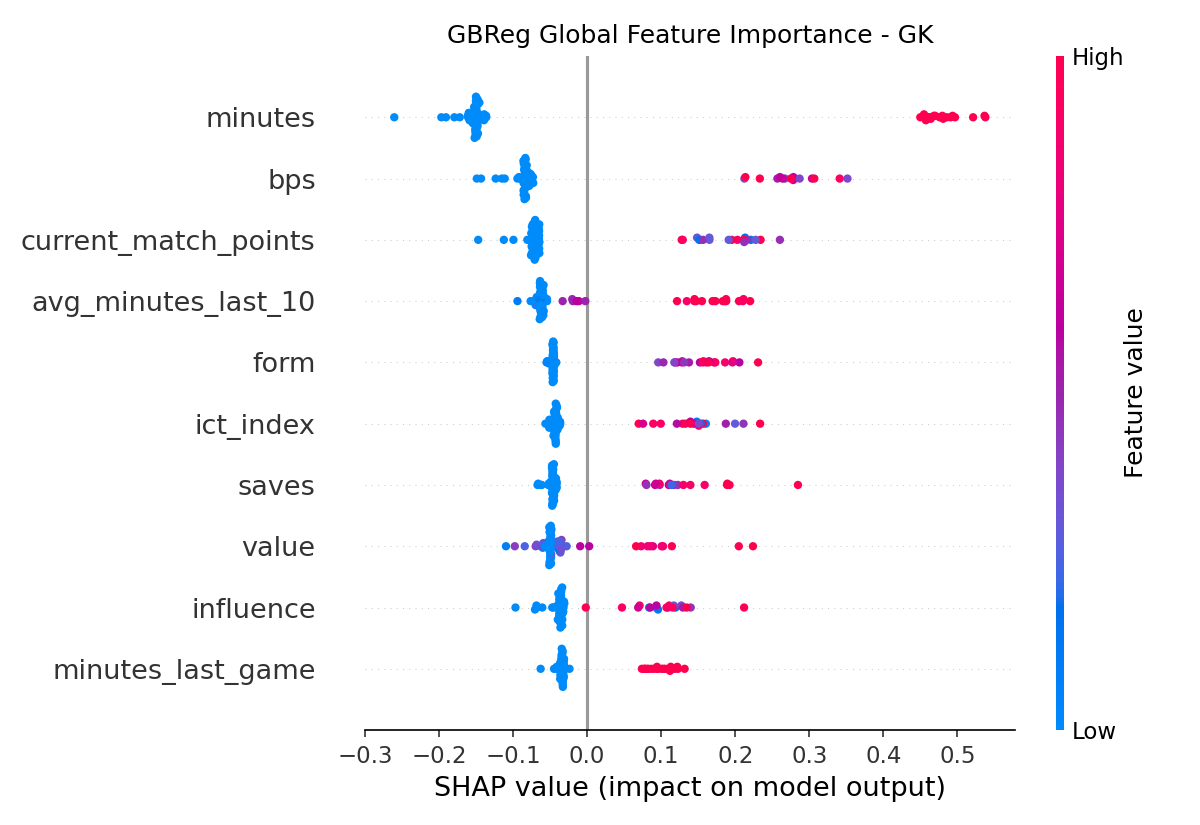 GBReg Global Feature Importance - GK
High
minutes
bps
current_match_points
avg_minutes_last_10
form
ict_index
saves
value
influence
minutes_last_game
Feature value
Low
−0.3 −0.2 −0.1 0.0 0.1 0.2 0.3 0.4 0.5
SHAP value (impact on model output)